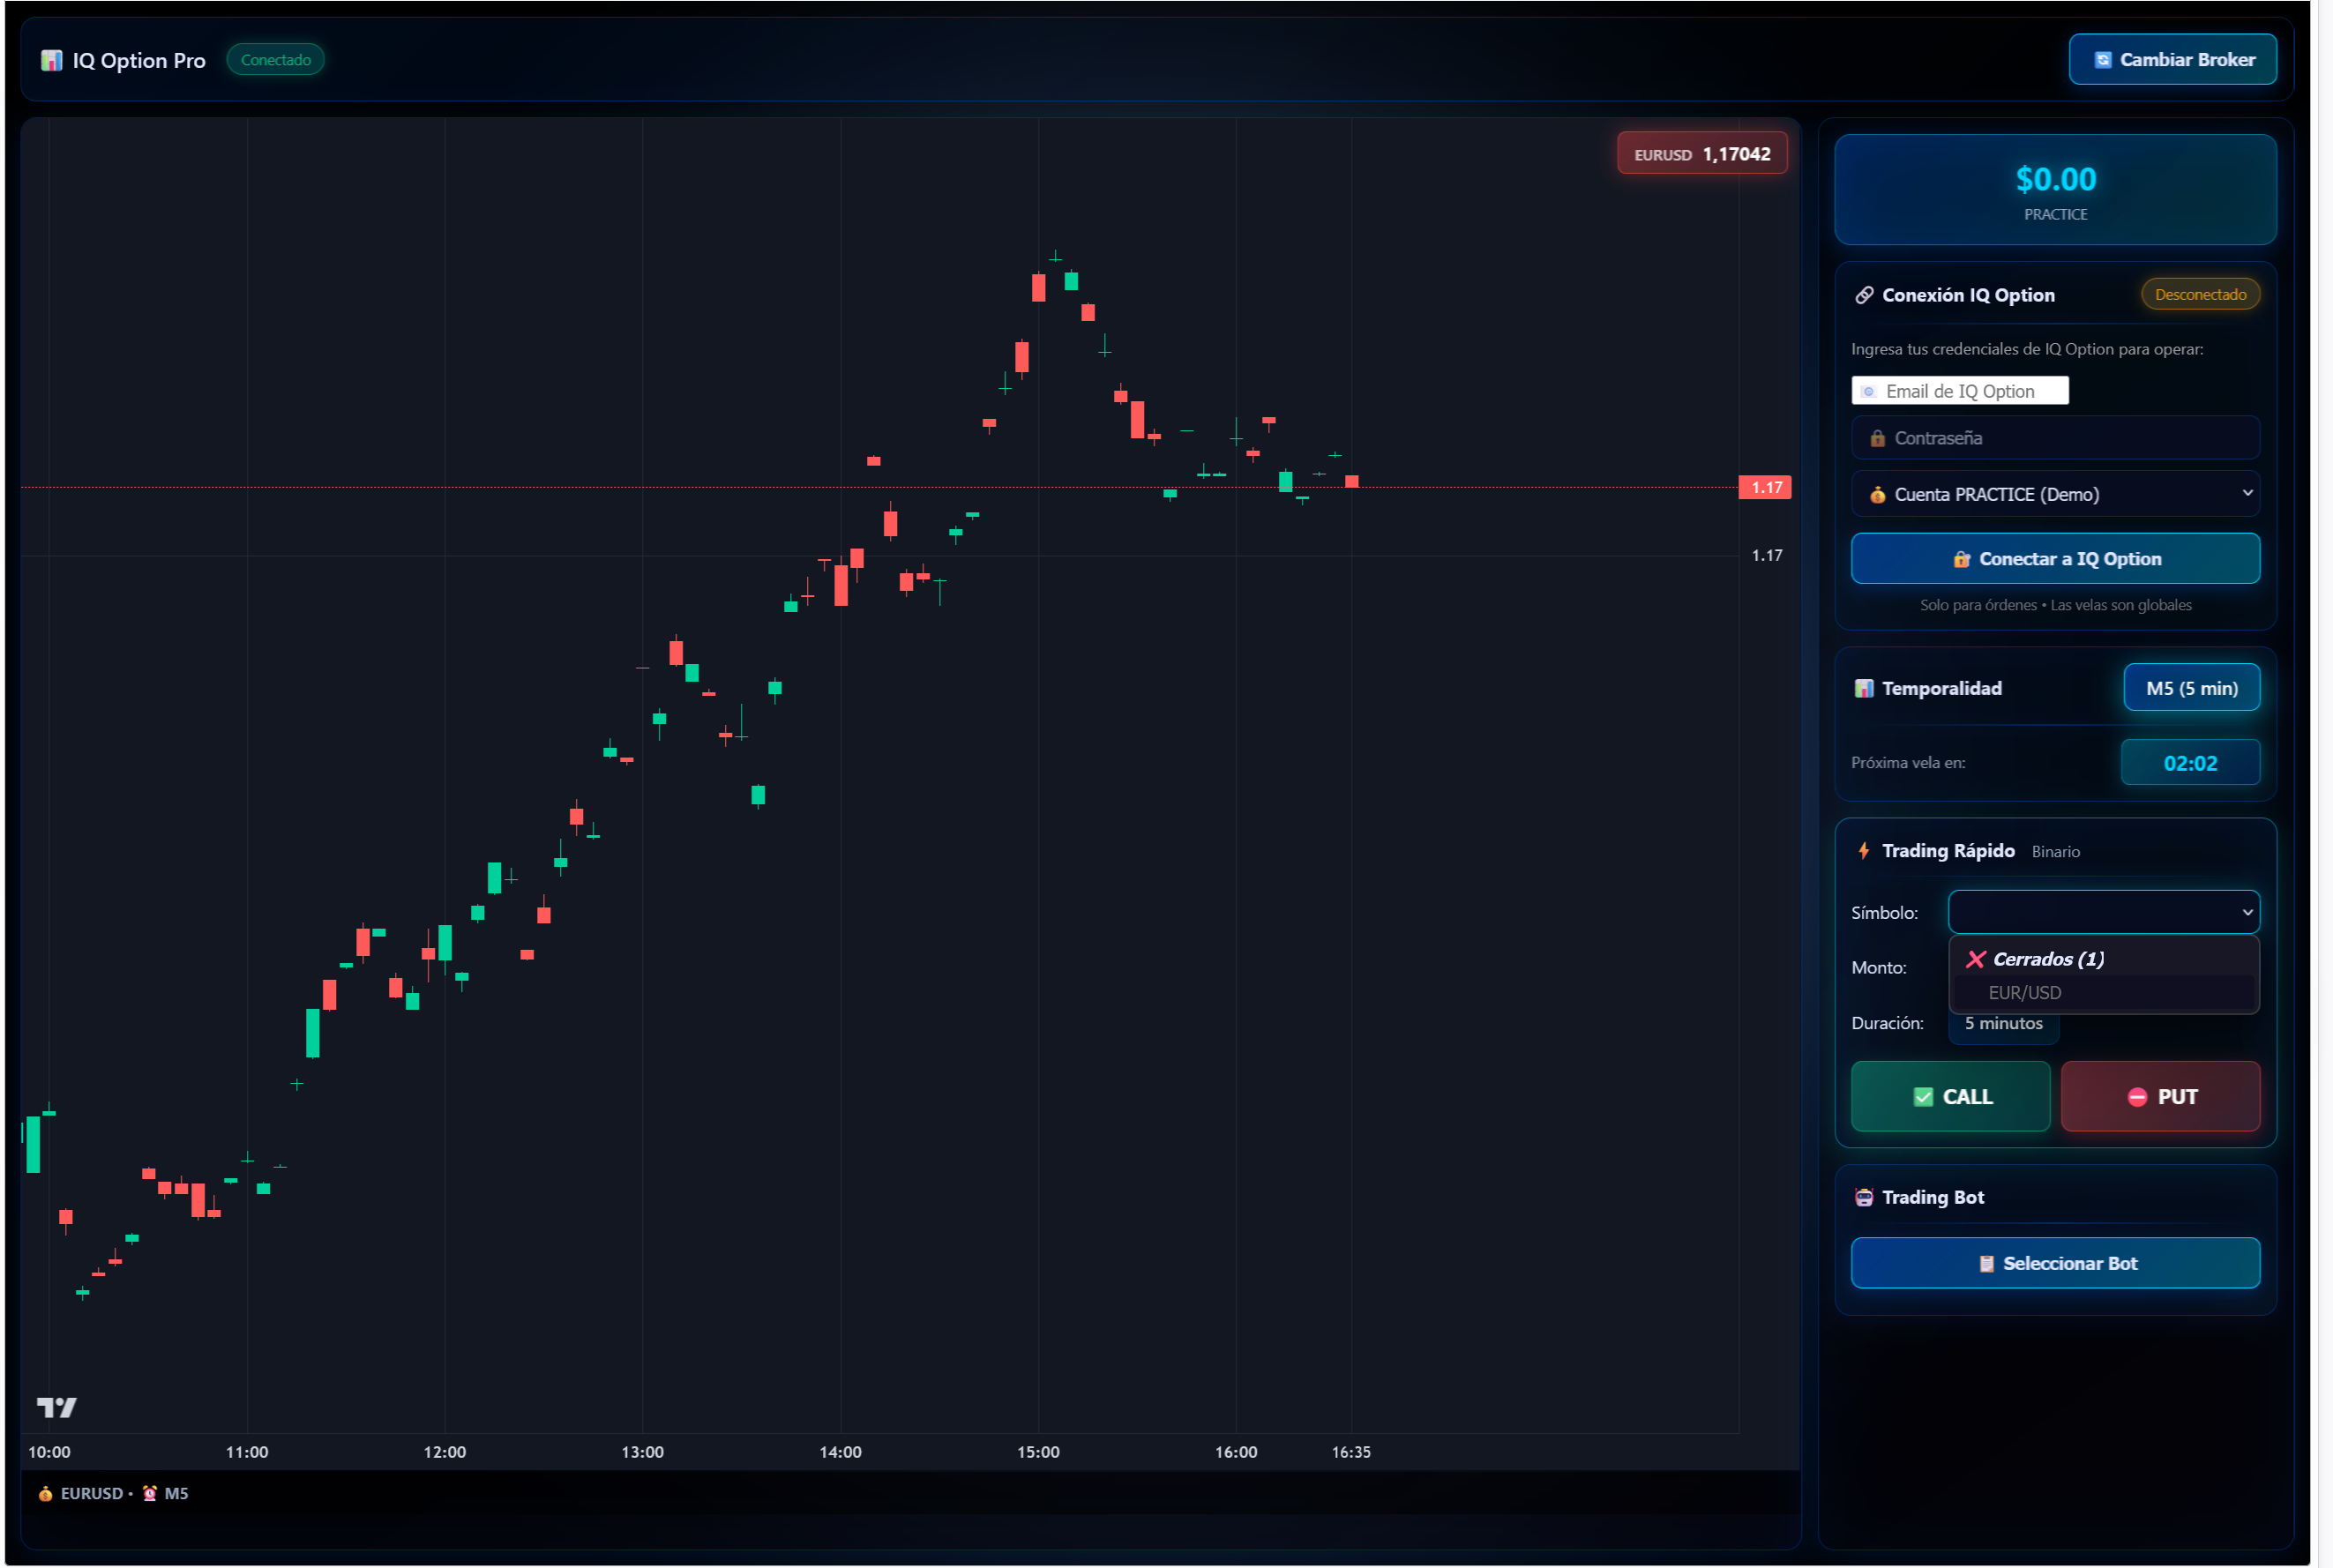 IQ Option Pro Conectado
Cambiar Broker
EURUSD 1,17042
1.17
1.17
10:00 11:00 12:00 13:00 14:00 15:00 16:00 16:35
EURUSD • M5
$0.00
PRACTICE
Conexión IQ Option Desconectado
Ingresa tus credenciales de IQ Option para operar:
Email de IQ Option
Contraseña
Cuenta PRACTICE (Demo)
Conectar a IQ Option
Solo para órdenes • Las velas son globales
Temporalidad M5 (5 min)
Próxima vela en: 02:02
Trading Rápido Binario
Símbolo:
Cerrados (1)
EUR/USD
Monto:
Duración: 5 minutos
CALL PUT
Trading Bot
Seleccionar Bot